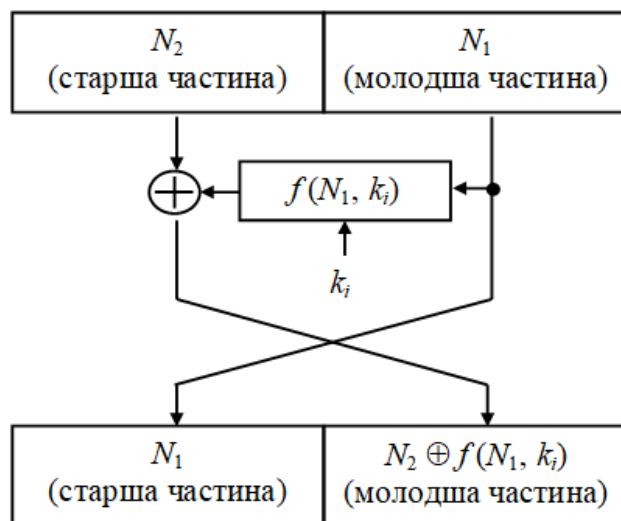 N₂
(старша частина)
N₁
(молодша частина)
f(N₁, kᵢ)
kᵢ
N₁
(старша частина)
N₂ ⊕ f(N₁, kᵢ)
(молодша частина)